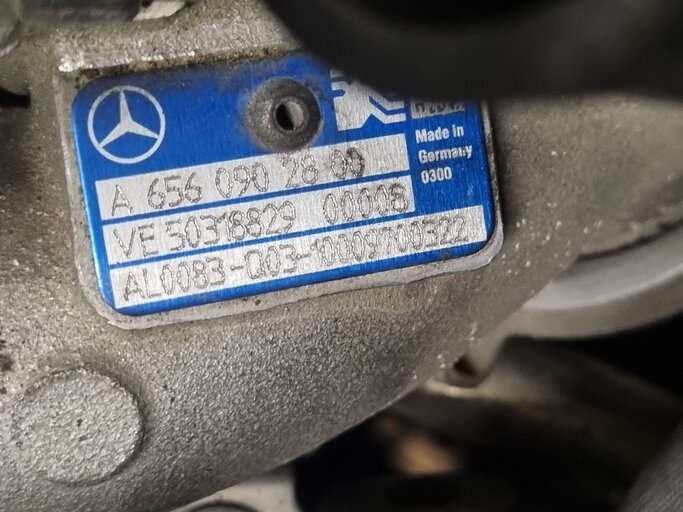 Made in
Germany
0300
A 656 090 28 00
VE 50318829 00008
AL0083-Q03-10009700322